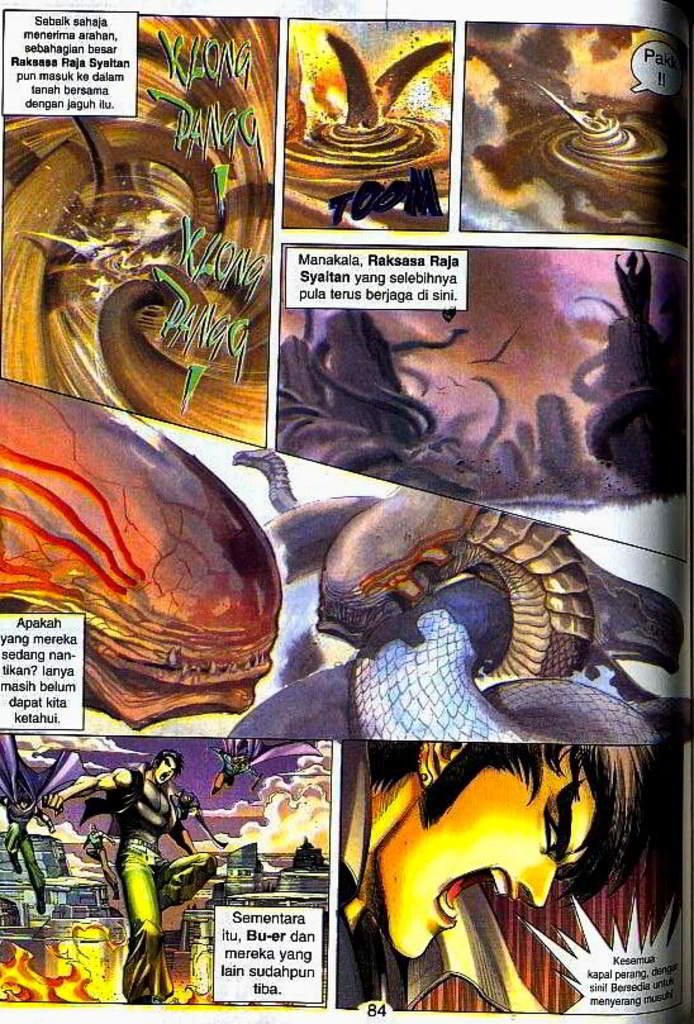 Sebaik sahaja
menerima arahan,
sebahagian besar
Raksasa Raja Syaitan
pun masuk ke dalam
tanah bersama
dengan jaguh itu.
KLONG
PANGG
!
KLONG
PANGG
!
TOOM
Pakk
!!
Manakala, Raksasa Raja
Syaitan yang selebihnya
pula terus berjaga di sini.
Apakah
yang mereka
sedang nan-
tikan? Ianya
masih belum
dapat kita
ketahui.
Sementara
itu, Bu-er dan
mereka yang
lain sudahpun
tiba.
Kesemua
kapal perang, dengar
sini! Bersedia untuk
menyerang musuh!
84